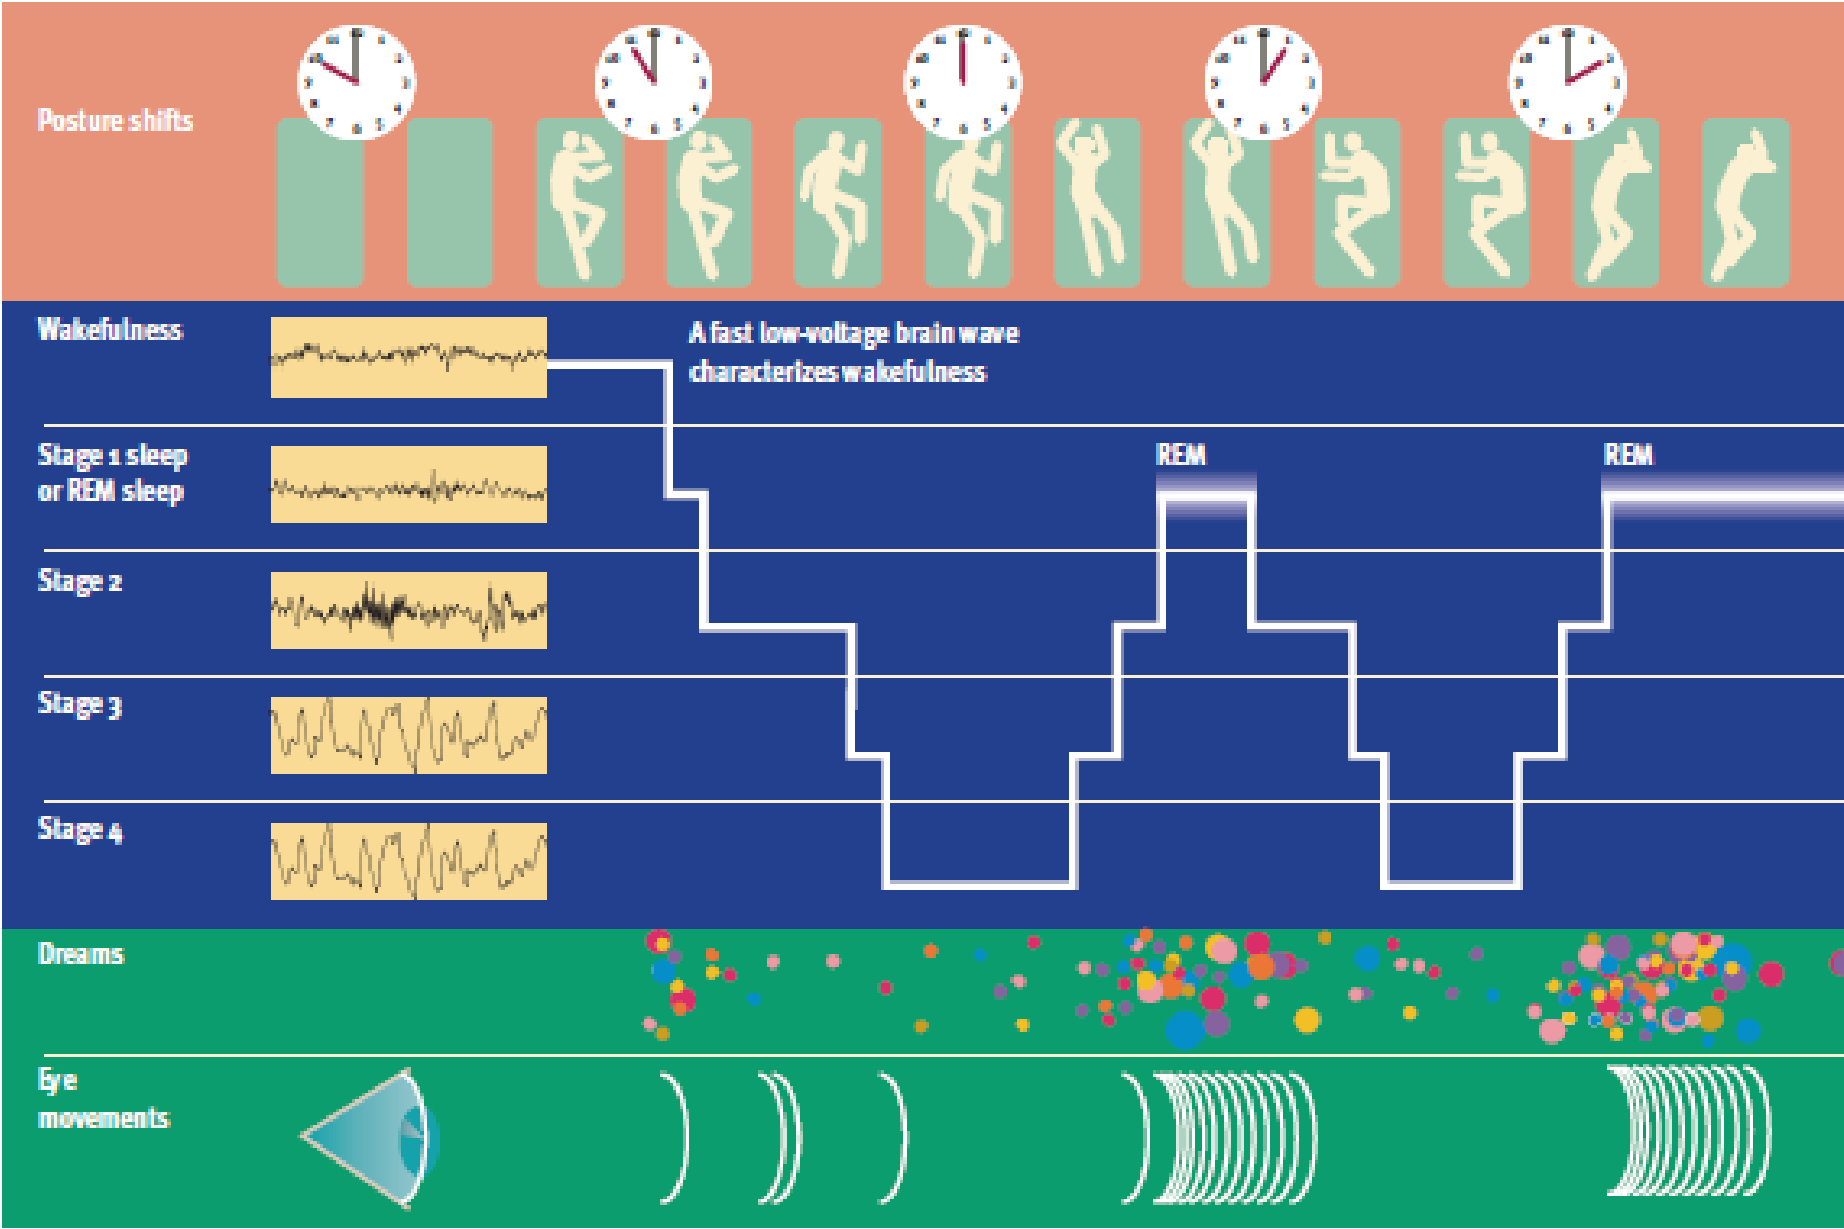 Posture shifts
Wakefulness
A fast low-voltage brain wave
characterizes wakefulness
Stage 1 sleep
or REM sleep
REM
REM
Stage 2
Stage 3
Stage 4
Dreams
Eye
movements